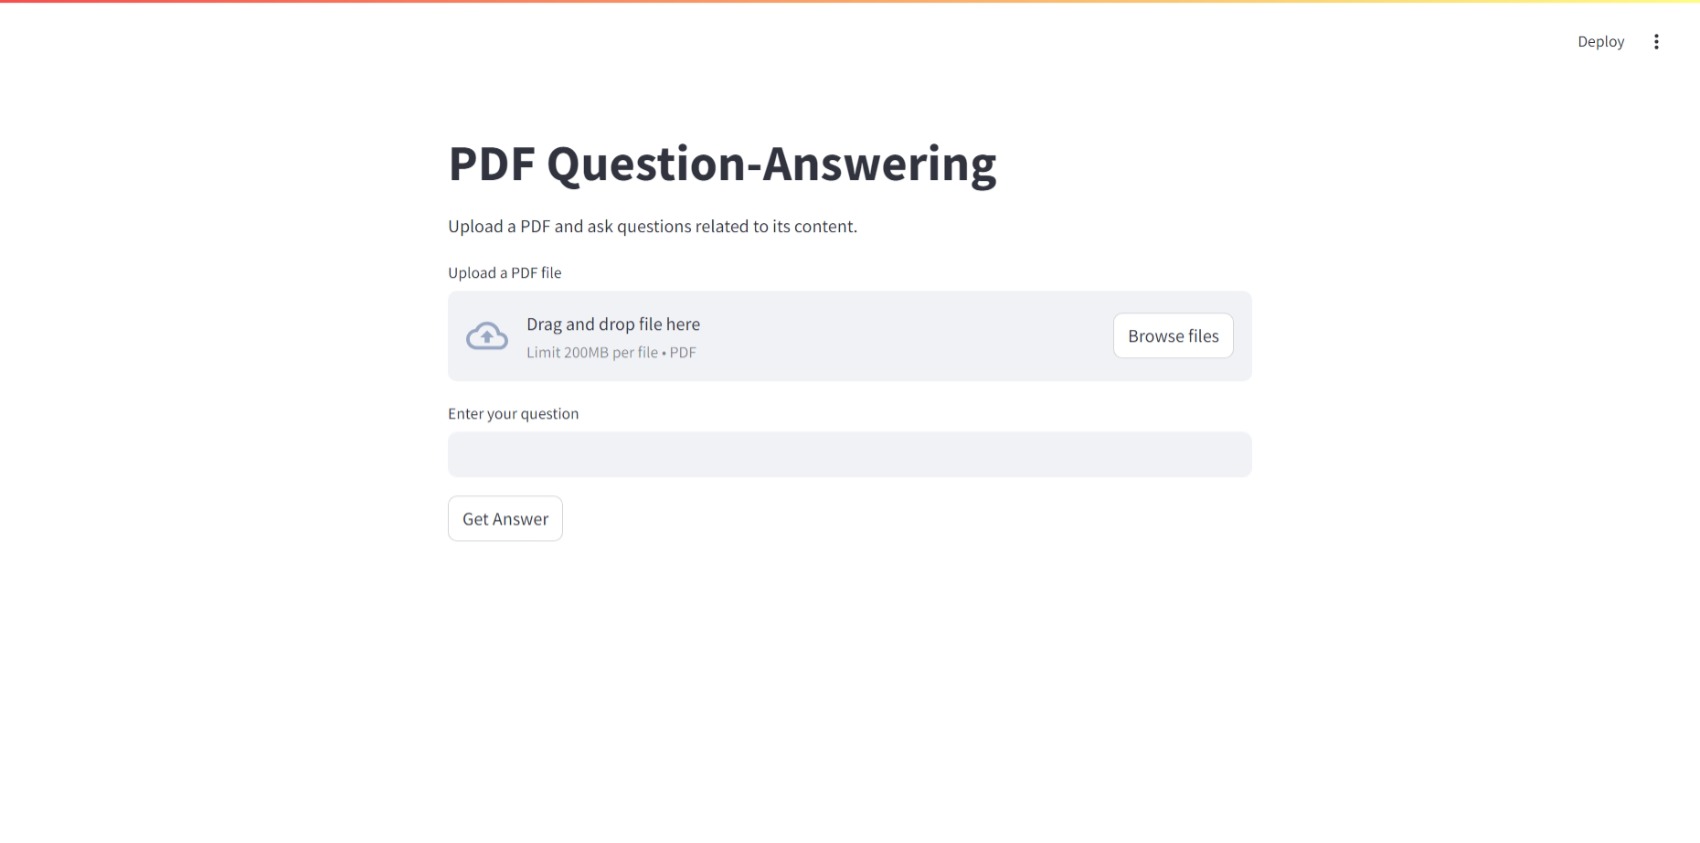 Deploy
PDF Question-Answering
Upload a PDF and ask questions related to its content.
Upload a PDF file
Drag and drop file here
Limit 200MB per file • PDF
Browse files
Enter your question
Get Answer